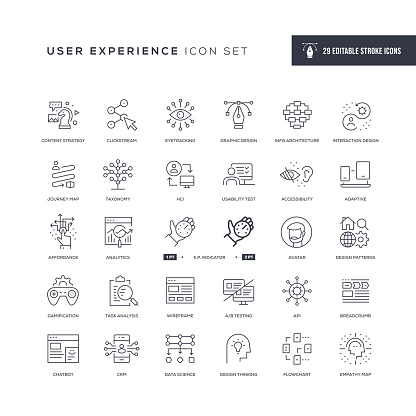 USER EXPERIENCE ICON SET
29 EDITABLE STROKE ICONS
CONTENT STRATEGY
CLICKSTREAM
EYETRACKING
GRAPHIC DESIGN
INFO ARCHITECTURE
INTERACTION DESIGN
JOURNEY MAP
TAXONOMY
HCI
USABILITY TEST
ACCESSIBILITY
ADAPTIVE
AFFORDANCE
ANALYTICS
1 PT
K.P. INDICATOR
2 PT
AVATAR
DESIGN PATTERNS
GAMIFICATION
TASK ANALYSIS
WIREFRAME
A/B TESTING
API
BREADCRUMB
CHATBOT
CRM
DATA SCIENCE
DESIGN THINKING
FLOWCHART
EMPATHY MAP